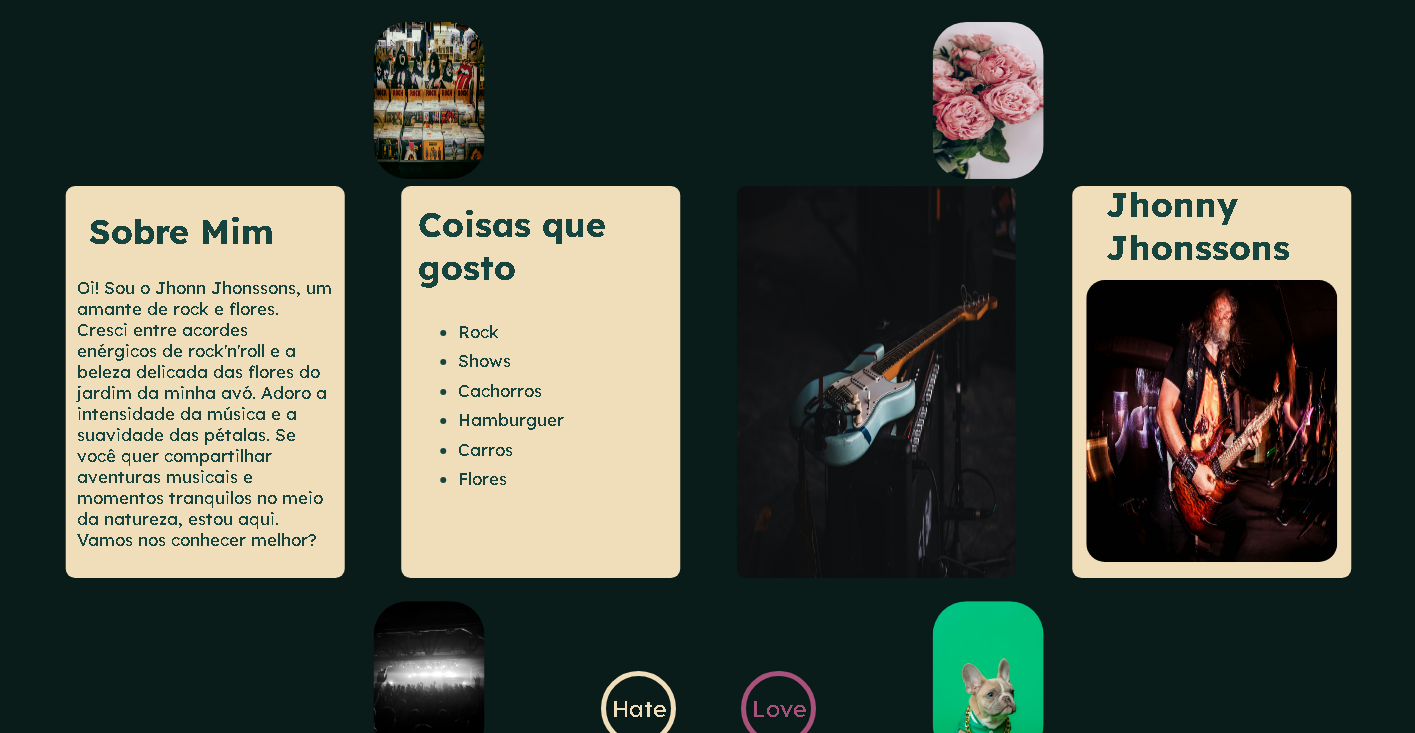 Sobre Mim
Oi! Sou o Jhonn Jhonssons, um
amante de rock e flores.
Cresci entre acordes
enérgicos de rock'n'roll e a
beleza delicada das flores do
jardim da minha avó. Adoro a
intensidade da música e a
suavidade das pétalas. Se
você quer compartilhar
aventuras musicais e
momentos tranquilos no meio
da natureza, estou aqui.
Vamos nos conhecer melhor?
Coisas que
gosto
Rock
Shows
Cachorros
Hamburguer
Carros
Flores
Jhonny
Jhonssons
Hate
Love